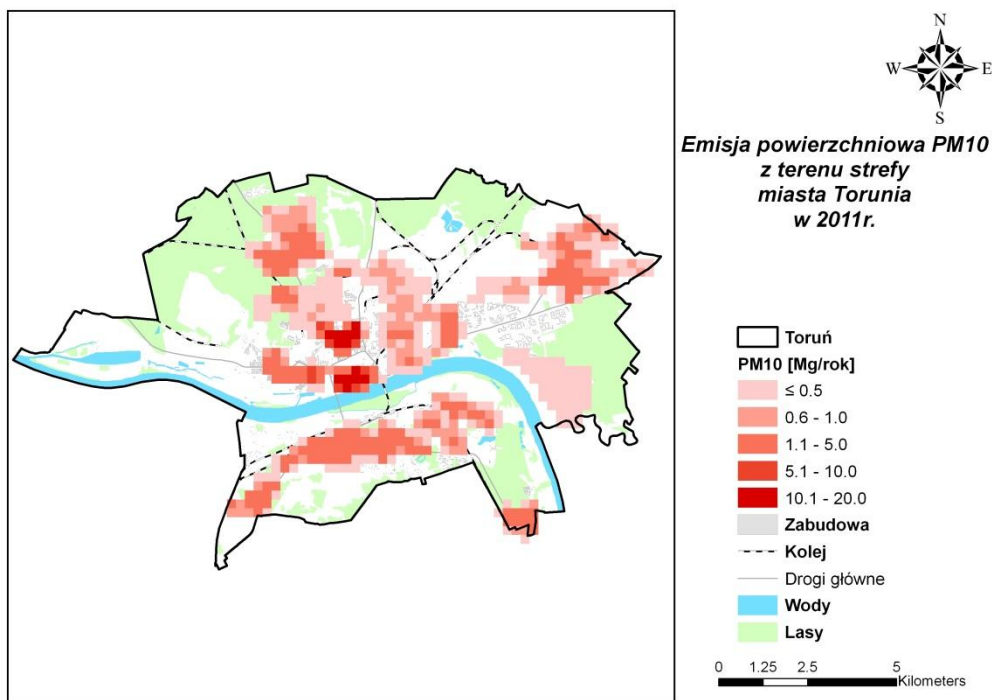 N
W E
S
Emisja powierzchniowa PM10
z terenu strefy
miasta Torunia
w 2011r.
Toruń
PM10 [Mg/rok]
≤ 0.5
0.6 - 1.0
1.1 - 5.0
5.1 - 10.0
10.1 - 20.0
Zabudowa
Kolej
Drogi główne
Wody
Lasy
0 1.25 2.5 5
Kilometers